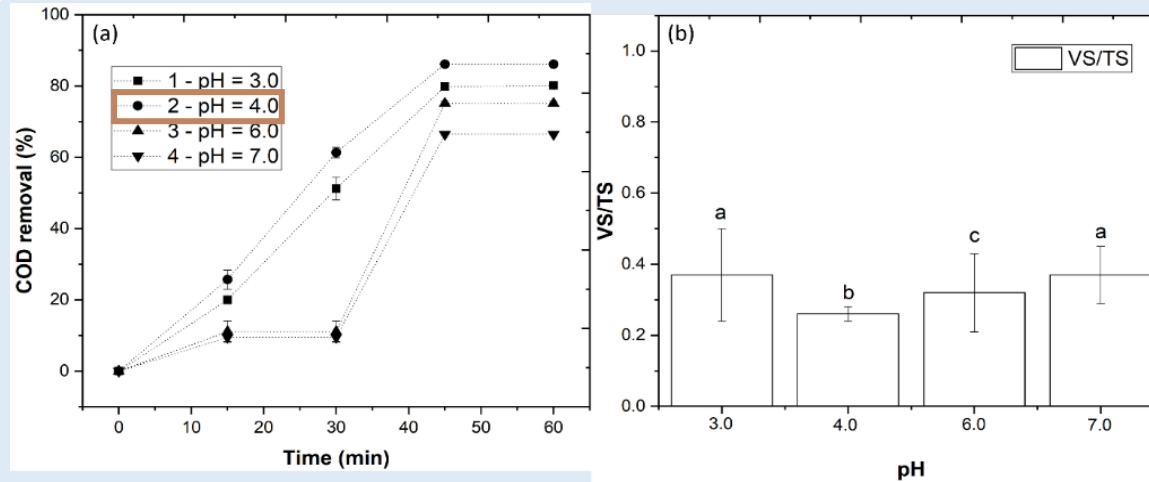 (a)
1 - pH = 3.0
2 - pH = 4.0
3 - pH = 6.0
4 - pH = 7.0
COD removal (%)
100
80
60
40
20
0
0 10 20 30 40 50 60
Time (min)
(b)
VS/TS
VS/TS
1.0
0.8
0.6
0.4
0.2
0.0
a
b
c
a
3.0 4.0 6.0 7.0
pH